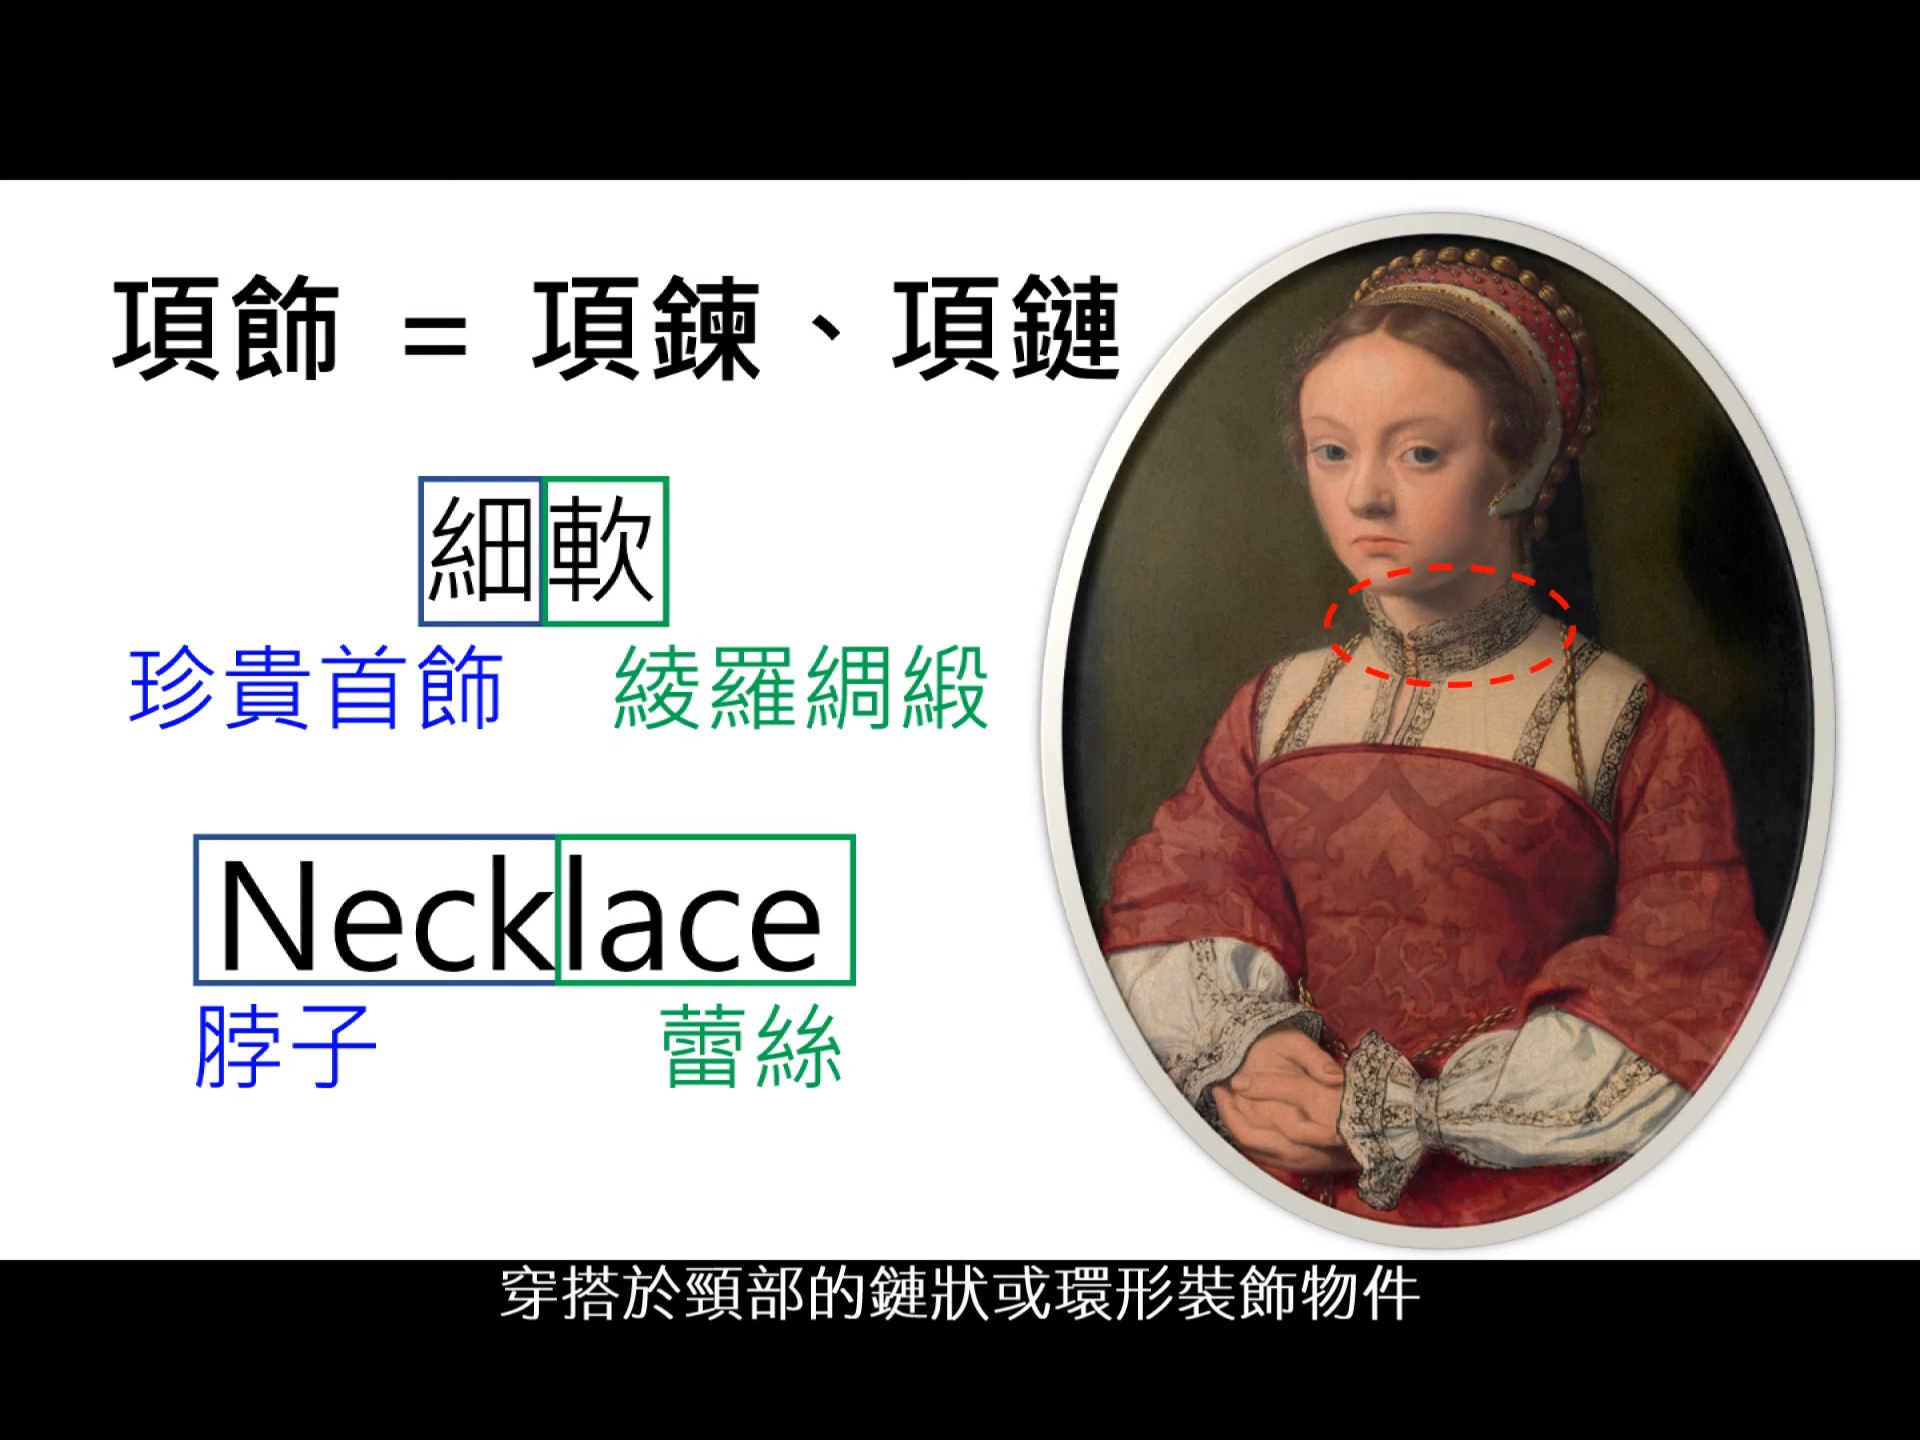 項飾 = 項鍊、項鏈
細軟
珍貴首飾 綾羅綢緞
Necklace
脖子 蕾絲
穿搭於頸部的鏈狀或環形裝飾物件